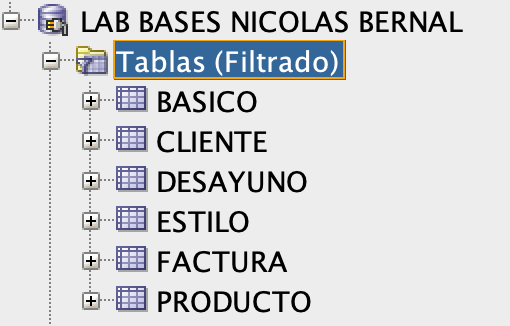 LAB BASES NICOLAS BERNAL
Tablas (Filtrado)
BASICO
CLIENTE
DESAYUNO
ESTILO
FACTURA
PRODUCTO